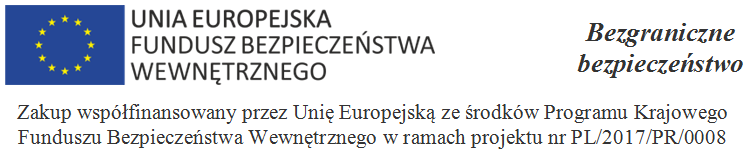 UNIA EUROPEJSKA
FUNDUSZ BEZPIECZEŃSTWA
WEWNĘTRZNEGO
Bezgraniczne
bezpieczeństwo
Zakup współfinansowany przez Unię Europejską ze środków Programu Krajowego
Funduszu Bezpieczeństwa Wewnętrznego w ramach projektu nr PL/2017/PR/0008